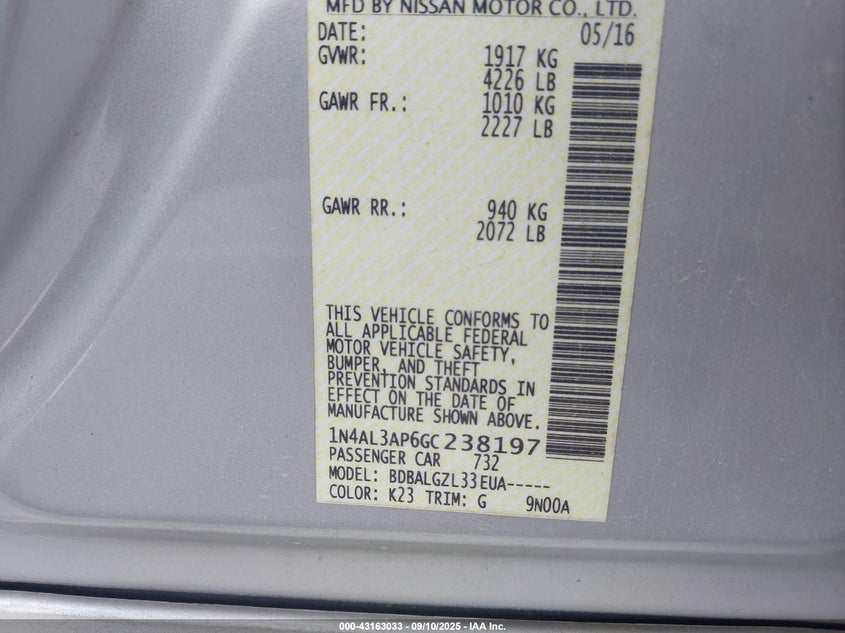 MFD BY NISSAN MOTOR CO., LTD.
DATE: 05/16
GVWR: 1917 KG
4226 LB
GAWR FR.: 1010 KG
2227 LB
GAWR RR.: 940 KG
2072 LB
THIS VEHICLE CONFORMS TO
ALL APPLICABLE FEDERAL
MOTOR VEHICLE SAFETY,
BUMPER, AND THEFT
PREVENTION STANDARDS IN
EFFECT ON THE DATE OF
MANUFACTURE SHOWN ABOVE.
1N4AL3AP6GC238197
PASSENGER CAR 732
MODEL: BDBALGZL33EUA-----
COLOR: K23 TRIM: G 9N00A
000-43163033 - 09/10/2025 - IAA Inc.